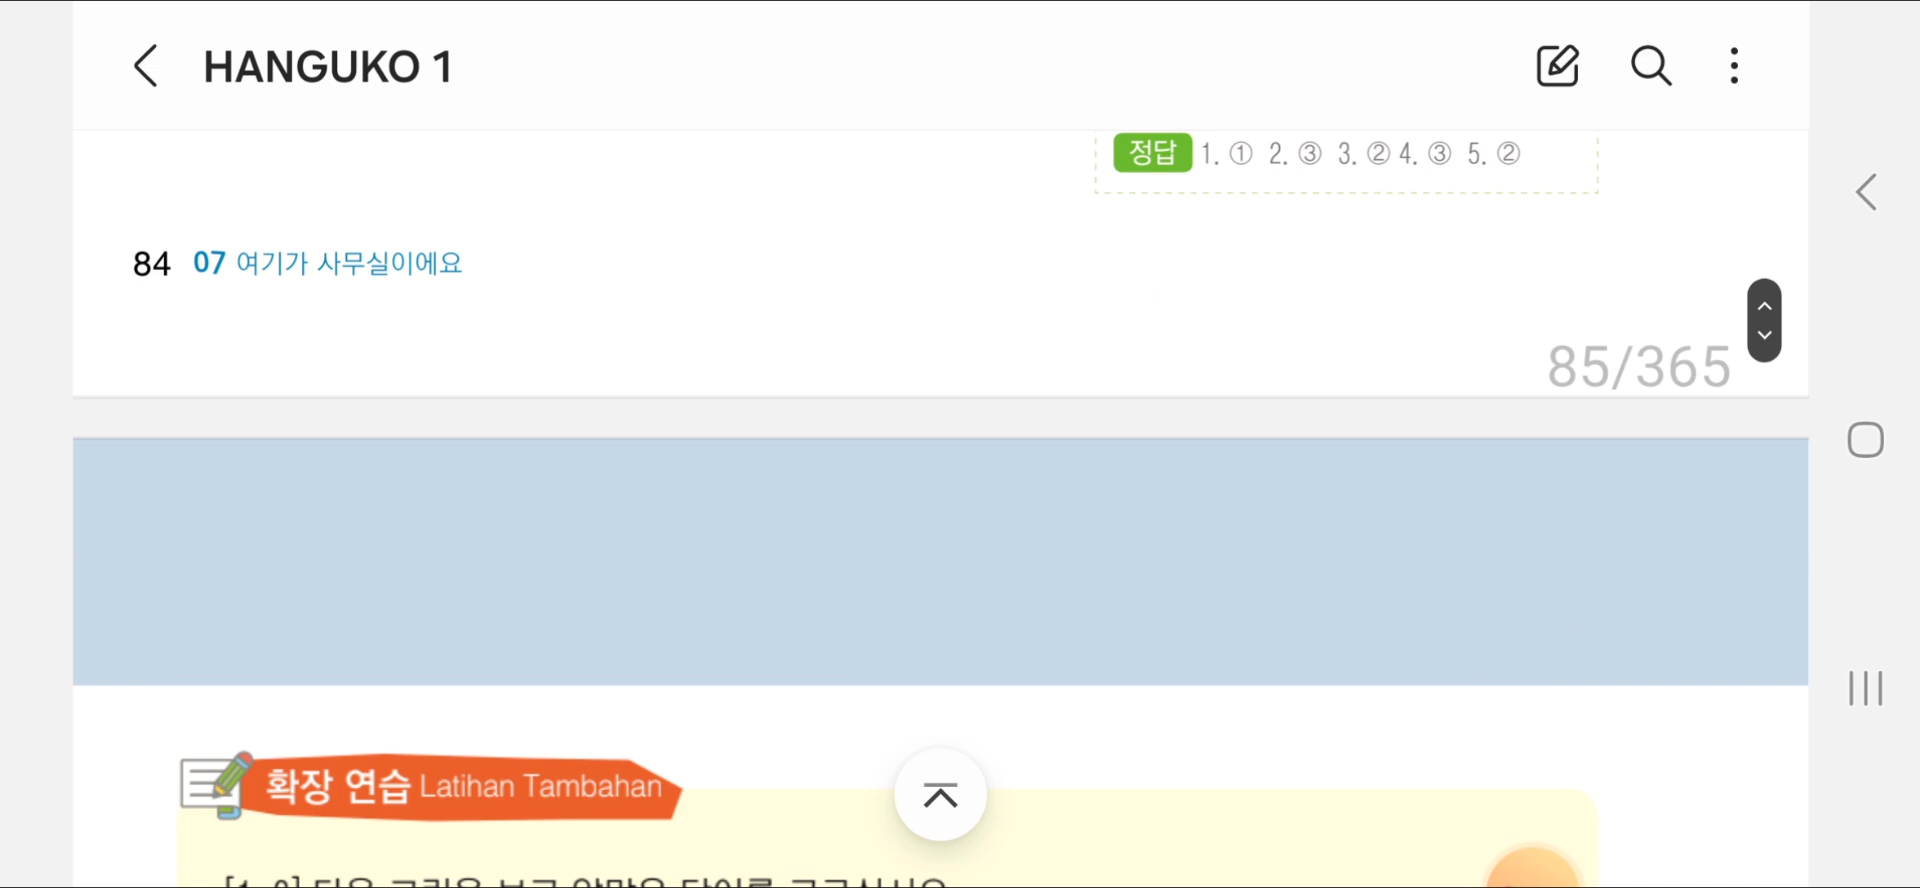 HANGUKO 1
정답 1. ① 2. ③ 3. ② 4. ③ 5. ②
84 07 여기가 사무실이에요
85/365
확장 연습 Latihan Tambahan